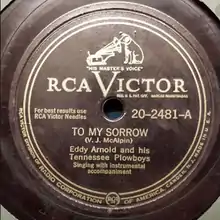 "HIS MASTER'S VOICE"
RCA VICTOR
For best results use
RCA Victor Needles
20-2481-A
TO MY SORROW
(V. J. McAlpin)
Eddy Arnold and his
Tennessee Plowboys
Singing with instrumental
accompaniment
RCA